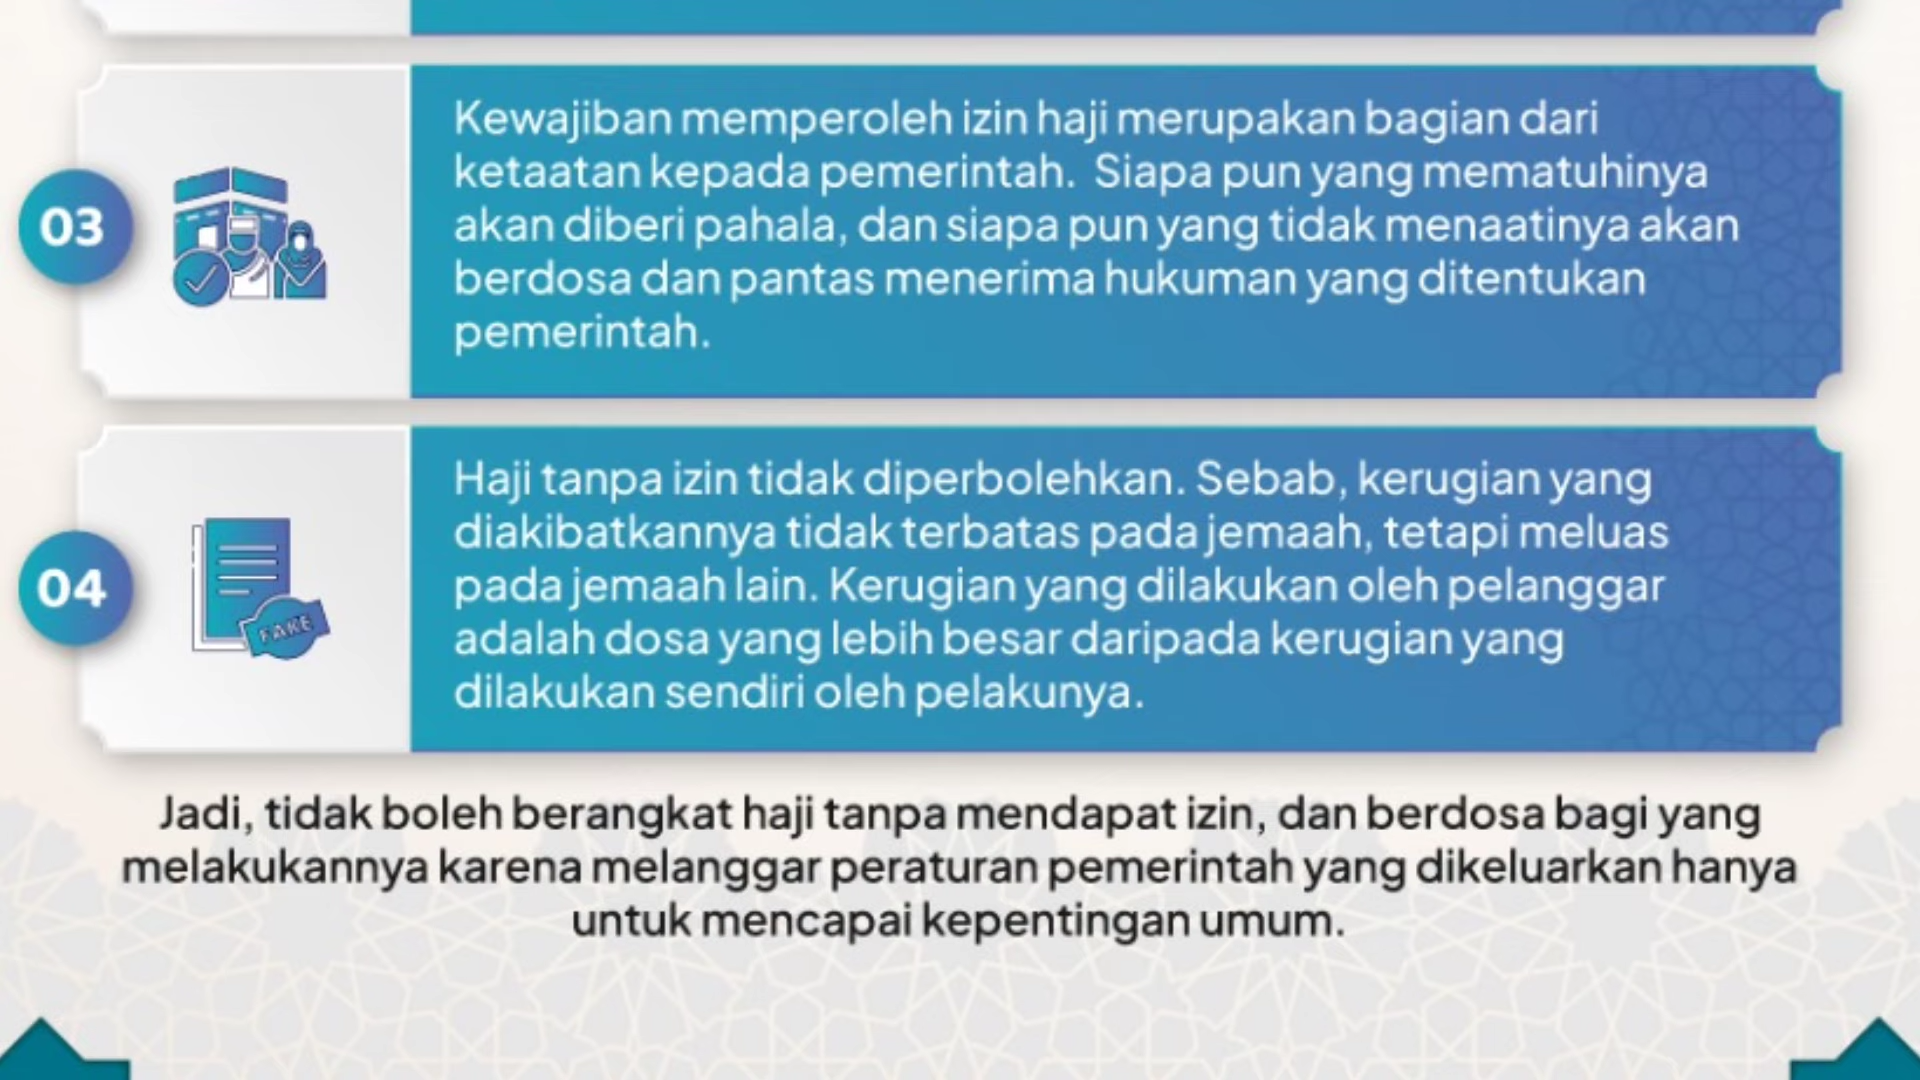 03
Kewajiban memperoleh izin haji merupakan bagian dari
ketaatan kepada pemerintah. Siapa pun yang mematuhinya
akan diberi pahala, dan siapa pun yang tidak menaatinya akan
berdosa dan pantas menerima hukuman yang ditentukan
pemerintah.
04
FAKE
Haji tanpa izin tidak diperbolehkan. Sebab, kerugian yang
diakibatkannya tidak terbatas pada jemaah, tetapi meluas
pada jemaah lain. Kerugian yang dilakukan oleh pelanggar
adalah dosa yang lebih besar daripada kerugian yang
dilakukan sendiri oleh pelakunya.
Jadi, tidak boleh berangkat haji tanpa mendapat izin, dan berdosa bagi yang
melakukannya karena melanggar peraturan pemerintah yang dikeluarkan hanya
untuk mencapai kepentingan umum.